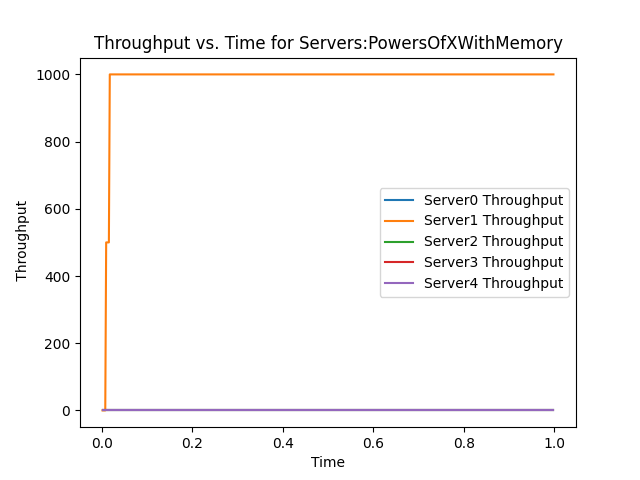 Throughput vs. Time for Servers:PowersOfXWithMemory
Throughput
1000
800
600
400
200
0
Server0 Throughput
Server1 Throughput
Server2 Throughput
Server3 Throughput
Server4 Throughput
0.0 0.2 0.4 0.6 0.8 1.0
Time